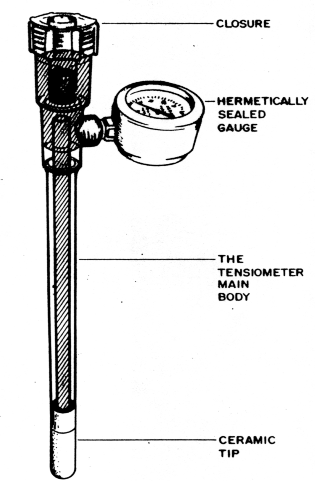 CLOSURE
HERMETICALLY
SEALED
GAUGE
THE
TENSIOMETER
MAIN
BODY
CERAMIC
TIP